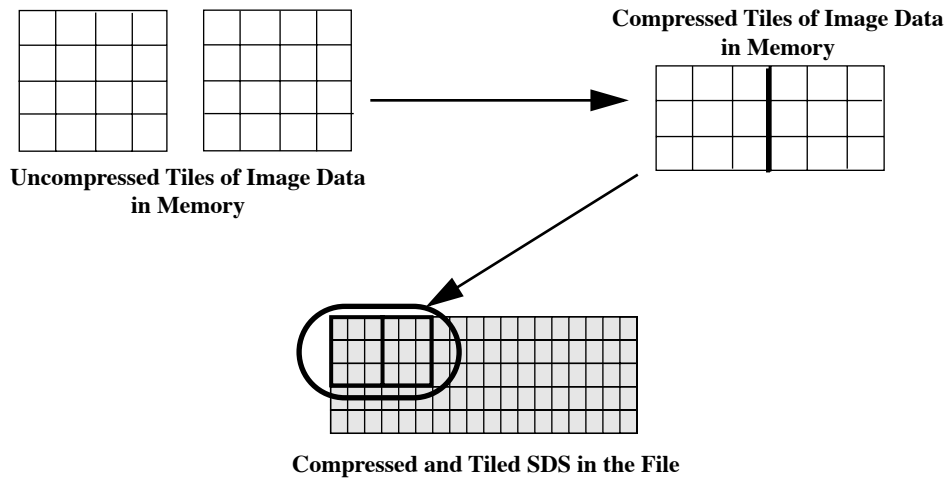 Compressed Tiles of Image Data
in Memory
Uncompressed Tiles of Image Data
in Memory
Compressed and Tiled SDS in the File